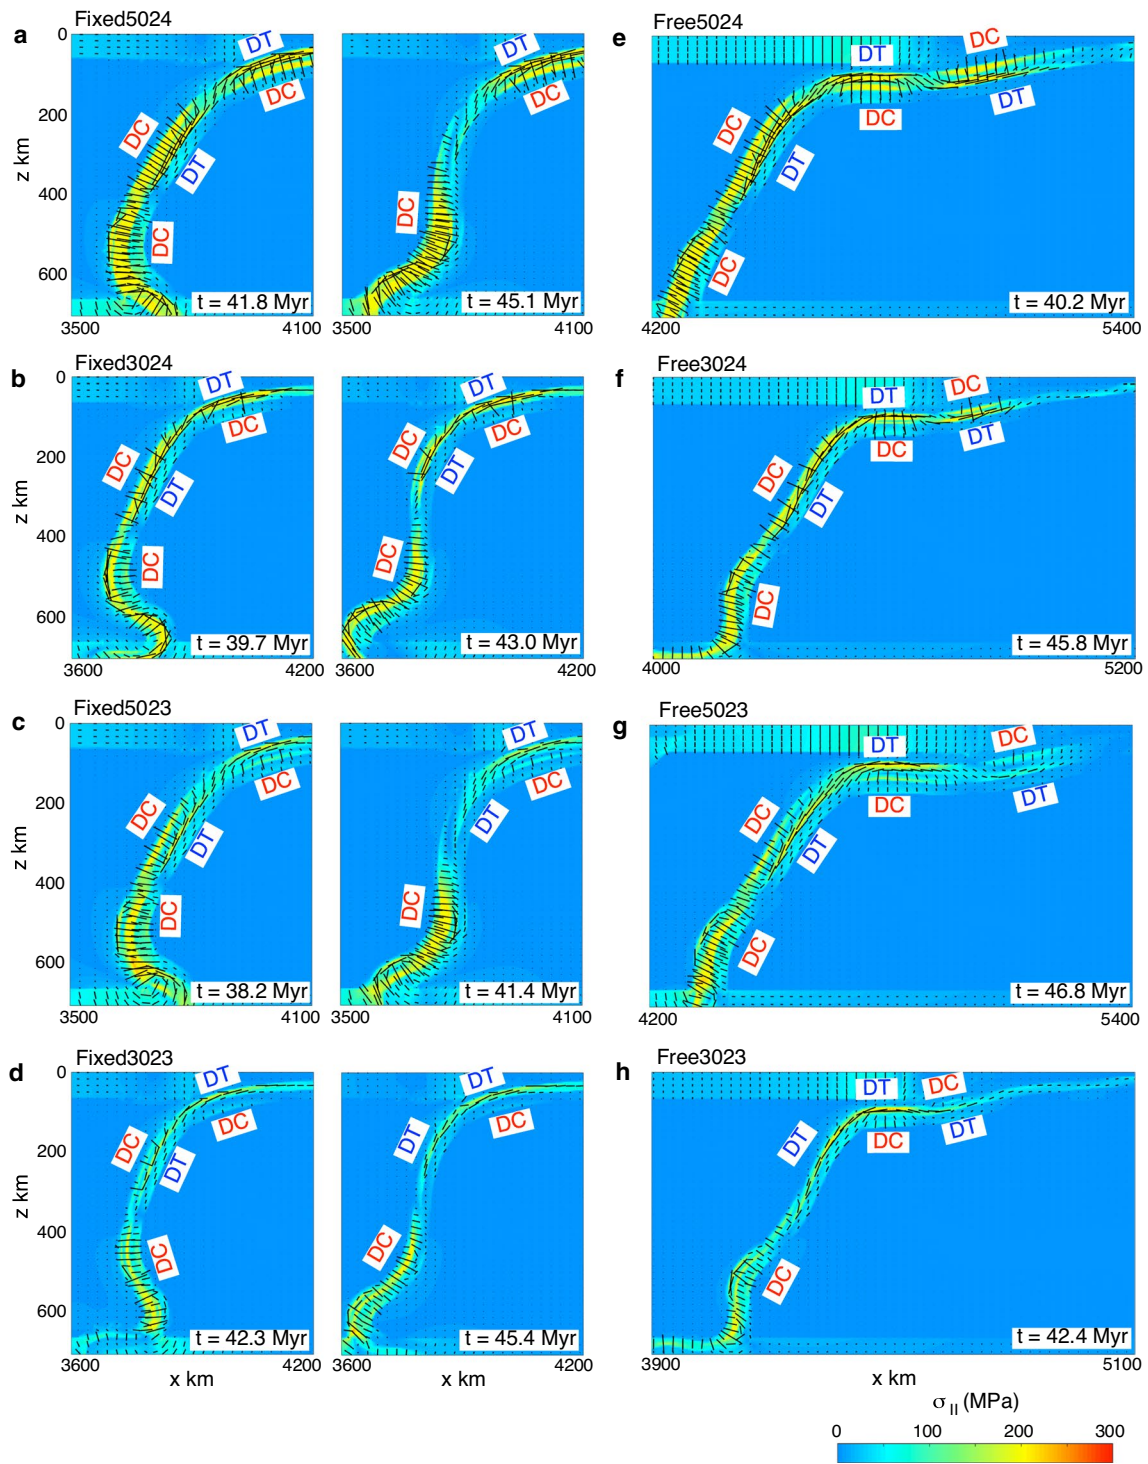 a
Fixed5024
z km
0
200
400
600
DT
DC
DC
DT
DC
t = 41.8 Myr
3500
4100
DT
DC
DC
t = 45.1 Myr
3500
4100
e
Free5024
DT
DC
DC
DT
DC
DT
DC
t = 40.2 Myr
4200
5400
b
Fixed3024
z km
0
200
400
600
DT
DC
DC
DT
DC
t = 39.7 Myr
3600
4200
DT
DC
DC
DT
DC
t = 43.0 Myr
3600
4200
f
Free3024
DT
DC
DC
DT
DC
DT
DC
t = 45.8 Myr
4000
5200
c
Fixed5023
z km
0
200
400
600
DT
DC
DC
DT
DC
t = 38.2 Myr
3500
4100
DT
DC
DT
DC
t = 41.4 Myr
3500
4100
g
Free5023
DT
DC
DC
DT
DC
DT
DC
t = 46.8 Myr
4200
5400
d
Fixed3023
z km
0
200
400
600
DT
DC
DC
DT
DC
t = 42.3 Myr
3600
4200
x km
DT
DC
DT
DC
t = 45.4 Myr
3600
4200
x km
h
Free3023
DT
DC
DC
DT
DT
DC
t = 42.4 Myr
3900
5100
x km
σ II (MPa)
0 100 200 300